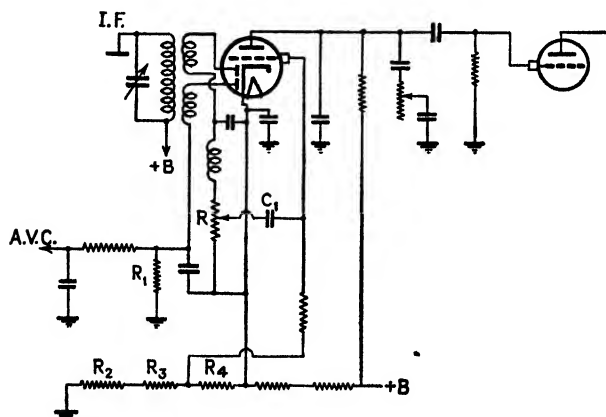 I.F.
+B
R C₁
A.V.C.
R₁
R₂ R₃ R₄ +B